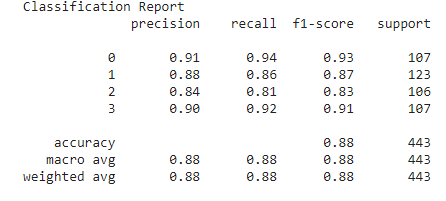 Classification Report
precision recall f1-score support
0 0.91 0.94 0.93 107
1 0.88 0.86 0.87 123
2 0.84 0.81 0.83 106
3 0.90 0.92 0.91 107
accuracy 0.88 443
macro avg 0.88 0.88 0.88 443
weighted avg 0.88 0.88 0.88 443